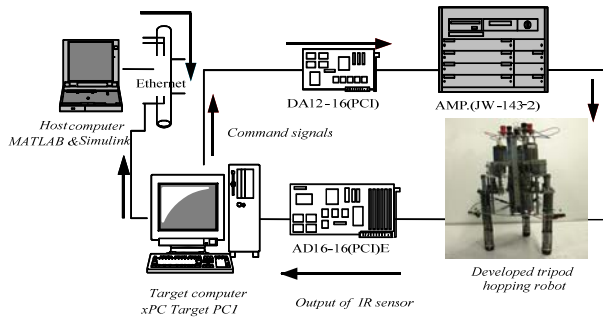 Ethernet
DA12-16(PCI)
AMP.(JW-143-2)
Host computer
MATLAB & Simulink
Command signals
AD16-16(PCI)E
Target computer
xPC Target PC1
Output of IR sensor
Developed tripod
hopping robot